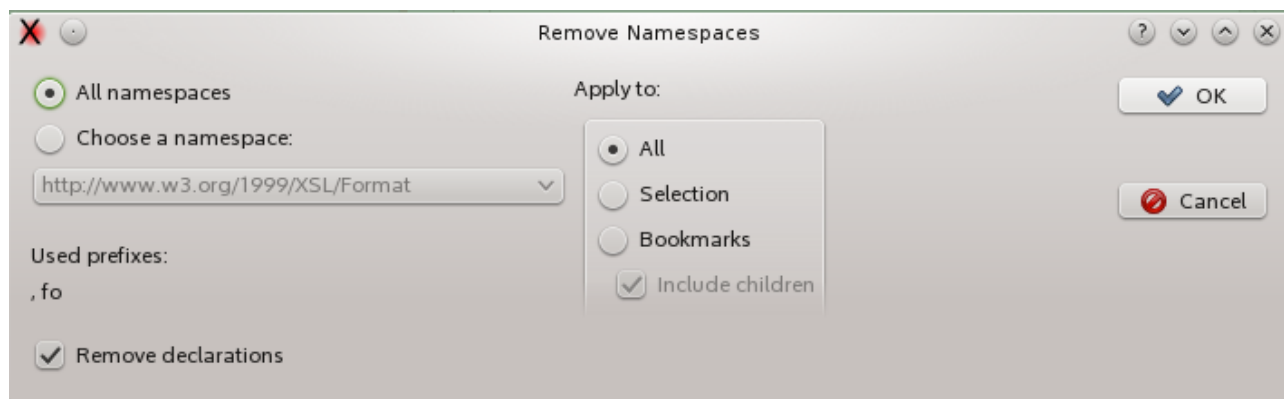 Remove Namespaces
All namespaces
Choose a namespace:
http://www.w3.org/1999/XSL/Format
Used prefixes:
, fo
Remove declarations
Apply to:
All
Selection
Bookmarks
Include children
OK
Cancel